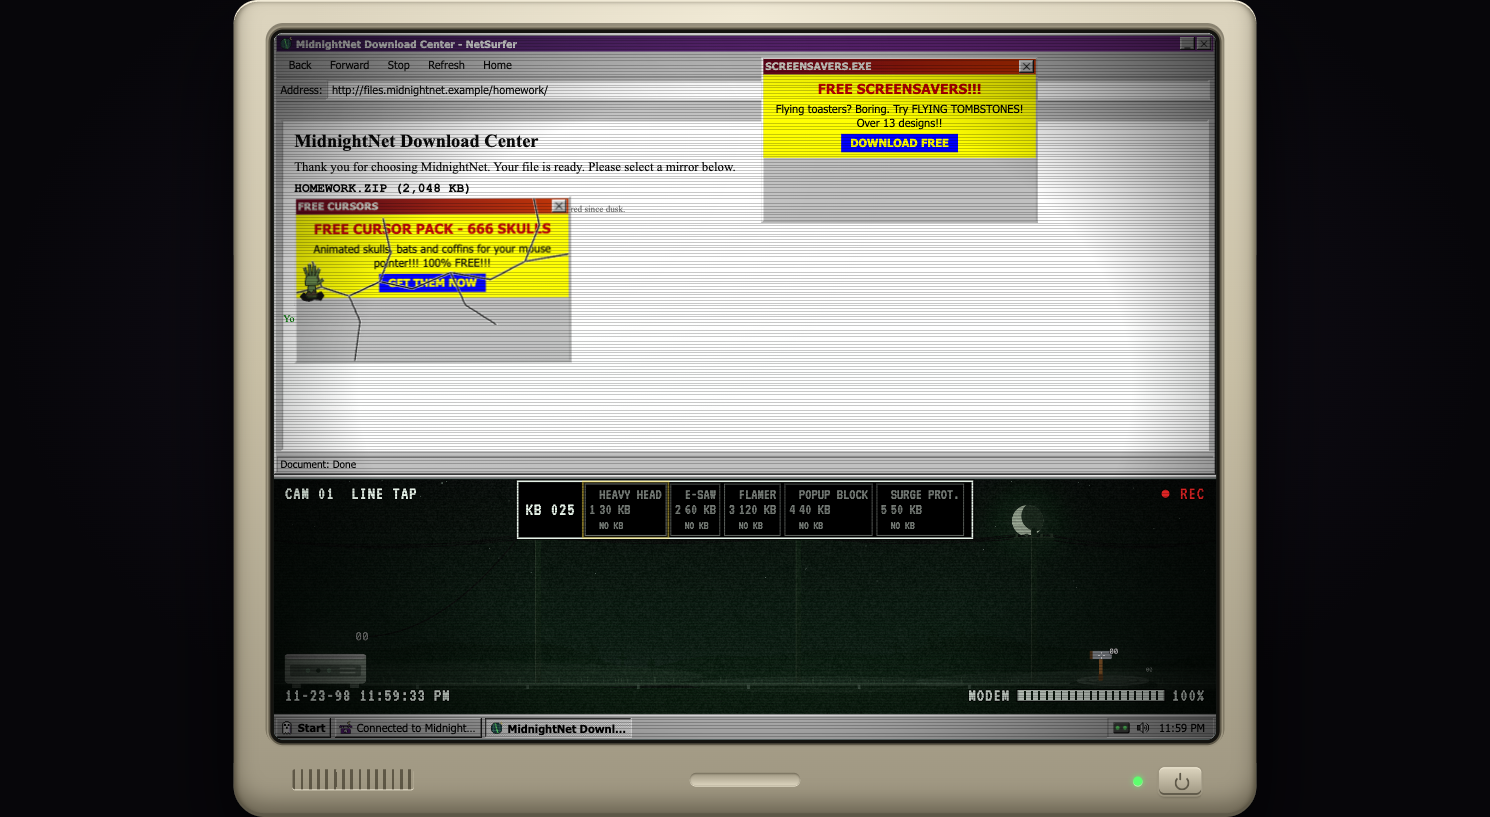 MidnightNet Download Center - NetSurfer
Back Forward Stop Refresh Home
Address: http://files.midnightnet.example/homework/
SCREENSAVERS.EXE
FREE SCREENSAVERS!!!
Flying toasters? Boring. Try FLYING TOMBSTONES!
Over 13 designs!!
DOWNLOAD FREE
MidnightNet Download Center
Thank you for choosing MidnightNet. Your file is ready. Please select a mirror below.
HOMEWORK.ZIP (2,048 KB)
red since dusk.
FREE CURSORS
FREE CURSOR PACK - 666 SKULLS
Animated skulls, bats and coffins for your mouse
pointer!!! 100% FREE!!!
GET THEM NOW
Yo
Document: Done
CAM 01 LINE TAP
KB 025
HEAVY HEAD
1 30 KB
NO KB
E-SAW
2 60 KB
NO KB
FLAMER
3 120 KB
NO KB
POPUP BLOCK
4 40 KB
NO KB
SURGE PROT.
5 50 KB
NO KB
REC
00
00
11-23-98 11:59:33 PM
MODEM 100%
Start
Connected to Midnight...
MidnightNet Downl...
11:59 PM